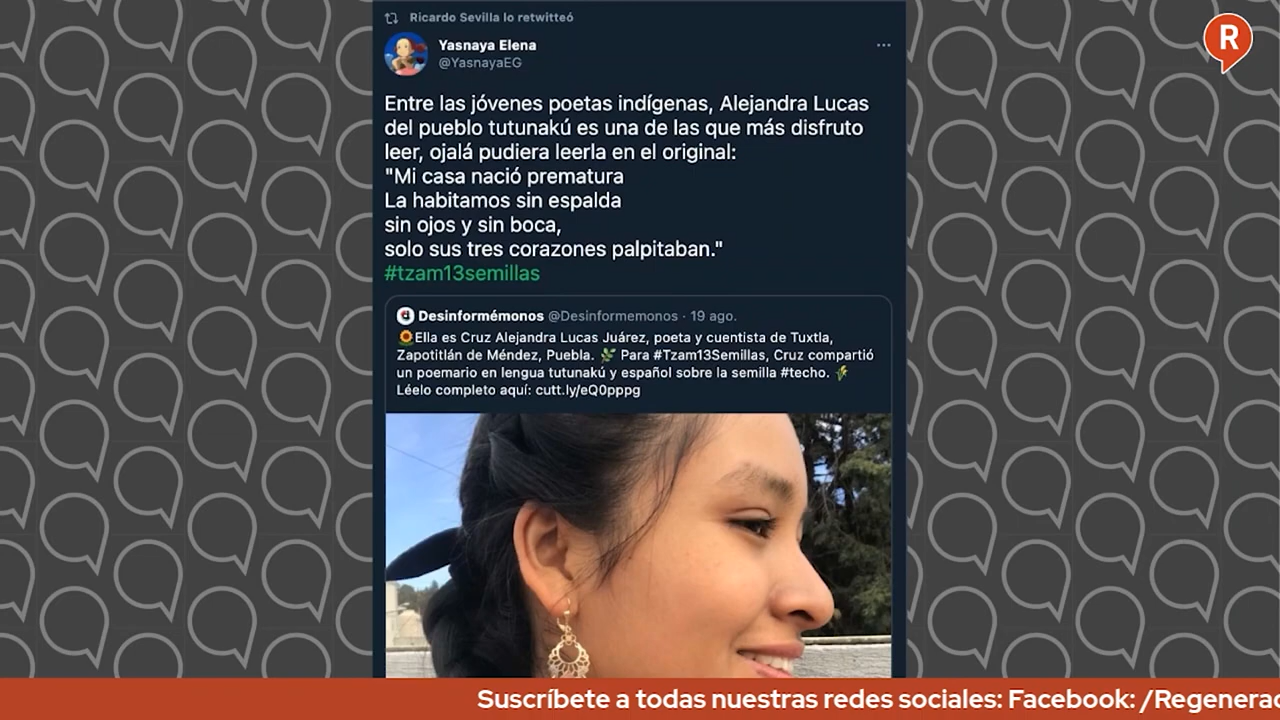 R
Ricardo Sevilla lo retwitteó
Yasnaya Elena
@YasnayaEG
Entre las jóvenes poetas indígenas, Alejandra Lucas
del pueblo tutunakú es una de las que más disfruto
leer, ojalá pudiera leerla en el original:
"Mi casa nació prematura
La habitamos sin espalda
sin ojos y sin boca,
solo sus tres corazones palpitaban."
#tzam13semillas
Desinformémonos @Desinformemonos · 19 ago.
🌻Ella es Cruz Alejandra Lucas Juárez, poeta y cuentista de Tuxtla,
Zapotitlán de Méndez, Puebla. 🌿 Para #Tzam13Semillas, Cruz compartió
un poemario en lengua tutunakú y español sobre la semilla #techo. 🌾
Léelo completo aquí: cutt.ly/eQ0pppg
Suscríbete a todas nuestras redes sociales: Facebook: /Regenerac